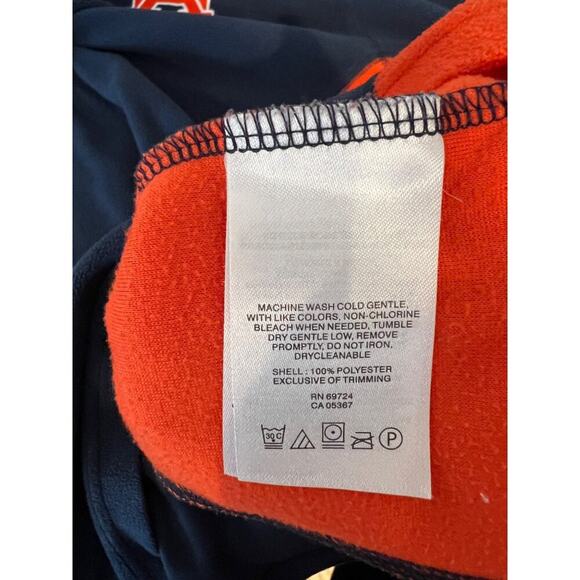 MACHINE WASH COLD GENTLE,
WITH LIKE COLORS, NON-CHLORINE
BLEACH WHEN NEEDED, TUMBLE
DRY GENTLE LOW, REMOVE
PROMPTLY, DO NOT IRON,
DRYCLEANABLE
SHELL : 100% POLYESTER
EXCLUSIVE OF TRIMMING
RN 69724
CA 05367
30 C P